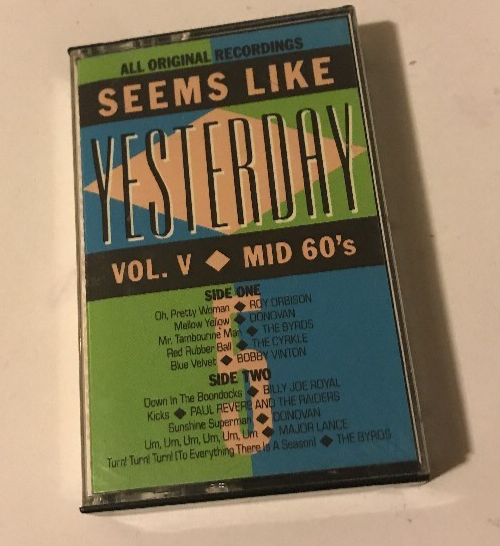 ALL ORIGINAL RECORDINGS
SEEMS LIKE
YESTERDAY
VOL. V ◆ MID 60's
SIDE ONE
Oh, Pretty Woman ◆ ROY ORBISON
Mellow Yellow ◆ DONOVAN
Mr. Tambourine Man ◆ THE BYRDS
Red Rubber Ball ◆ THE CYRKLE
Blue Velvet ◆ BOBBY VINTON
SIDE TWO
Down In The Boondocks ◆ BILLY JOE ROYAL
Kicks ◆ PAUL REVERE AND THE RAIDERS
Sunshine Superman ◆ DONOVAN
Um, Um, Um, Um, Um, Um ◆ MAJOR LANCE
Turn! Turn! Turn! (To Everything There Is A Season) ◆ THE BYRDS